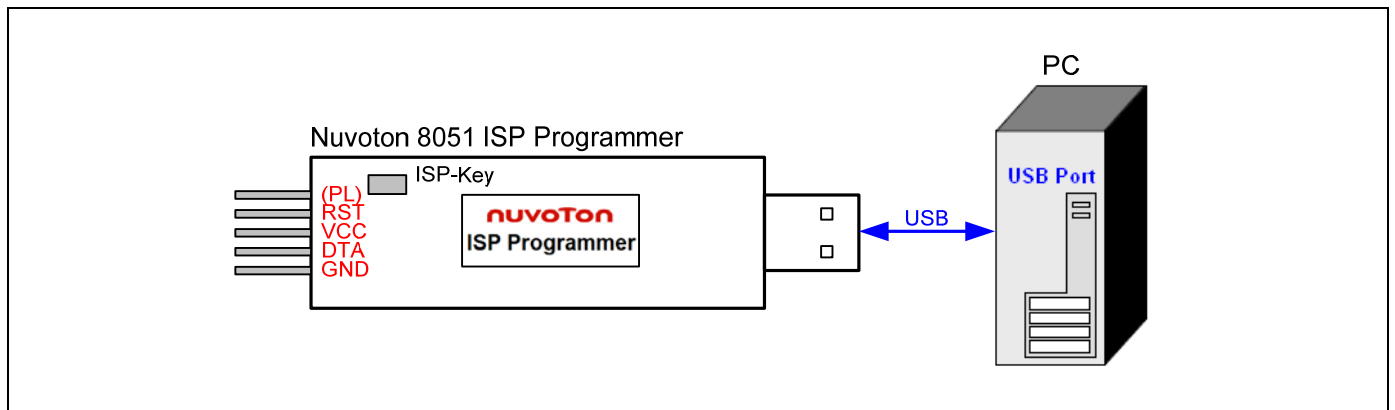 PC
Nuvoton 8051 ISP Programmer
ISP-Key
(PL)
RST
VCC
DTA
GND
nuvoTon
ISP Programmer
USB
USB Port